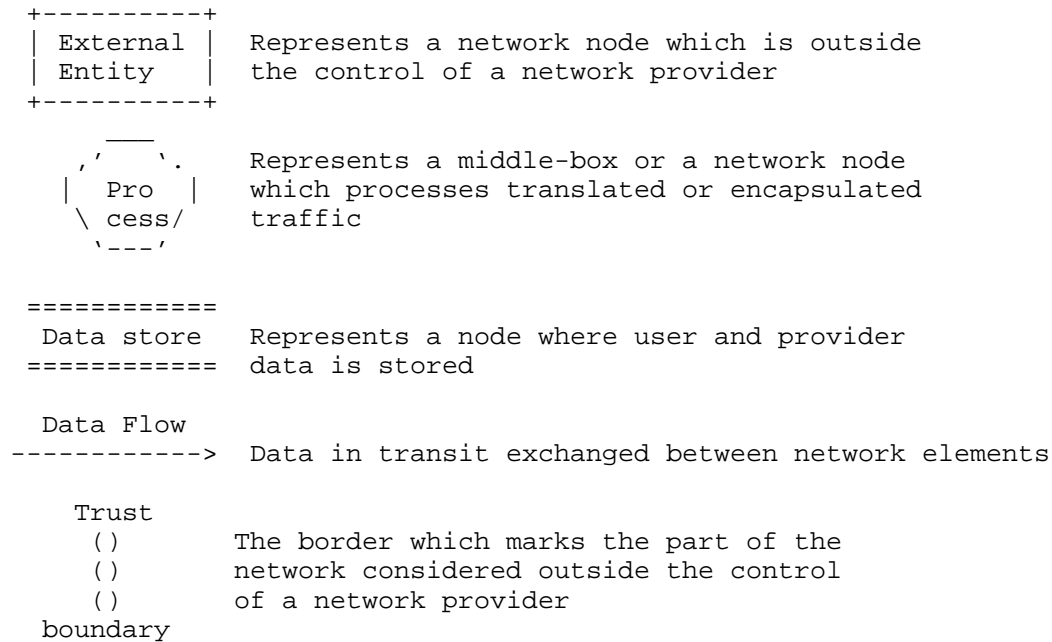 +----------+
| External |  Represents a network node which is outside
| Entity   |  the control of a network provider
+----------+
      ___
    ,'   `.    Represents a middle-box or a network node
   |  Pro  |   which processes translated or encapsulated
    \ cess/    traffic
     `---'
============
 Data store   Represents a node where user and provider
============  data is stored
  Data Flow
------------>  Data in transit exchanged between network elements
    Trust
     ()       The border which marks the part of the
     ()       network considered outside the control
     ()       of a network provider
  boundary